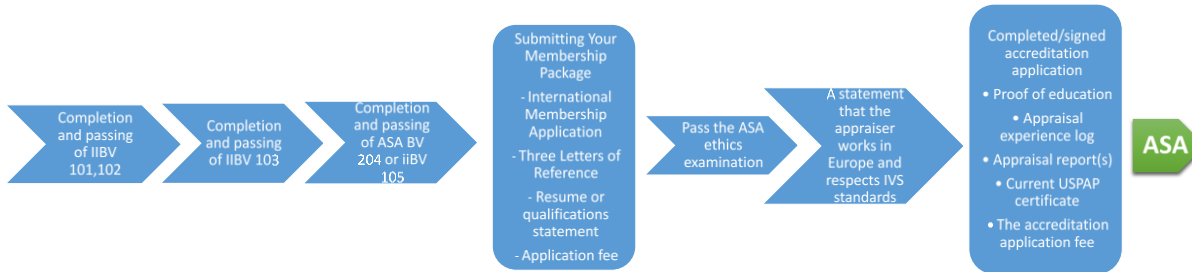 Completion
and passing
of IIBV
101,102
Completion
and passing
of IIBV 103
Completion
and passing
of ASA BV
204 or iiBV
105
Submitting Your
Membership
Package
- International
Membership
Application
- Three Letters of
Reference
- Resume or
qualifications
statement
- Application fee
Pass the ASA
ethics
examination
A statement
that the
appraiser
works in
Europe and
respects IVS
standards
Completed/signed
accreditation
application
• Proof of education
• Appraisal
experience log
• Appraisal report(s)
• Current USPAP
certificate
• The accreditation
application fee
ASA